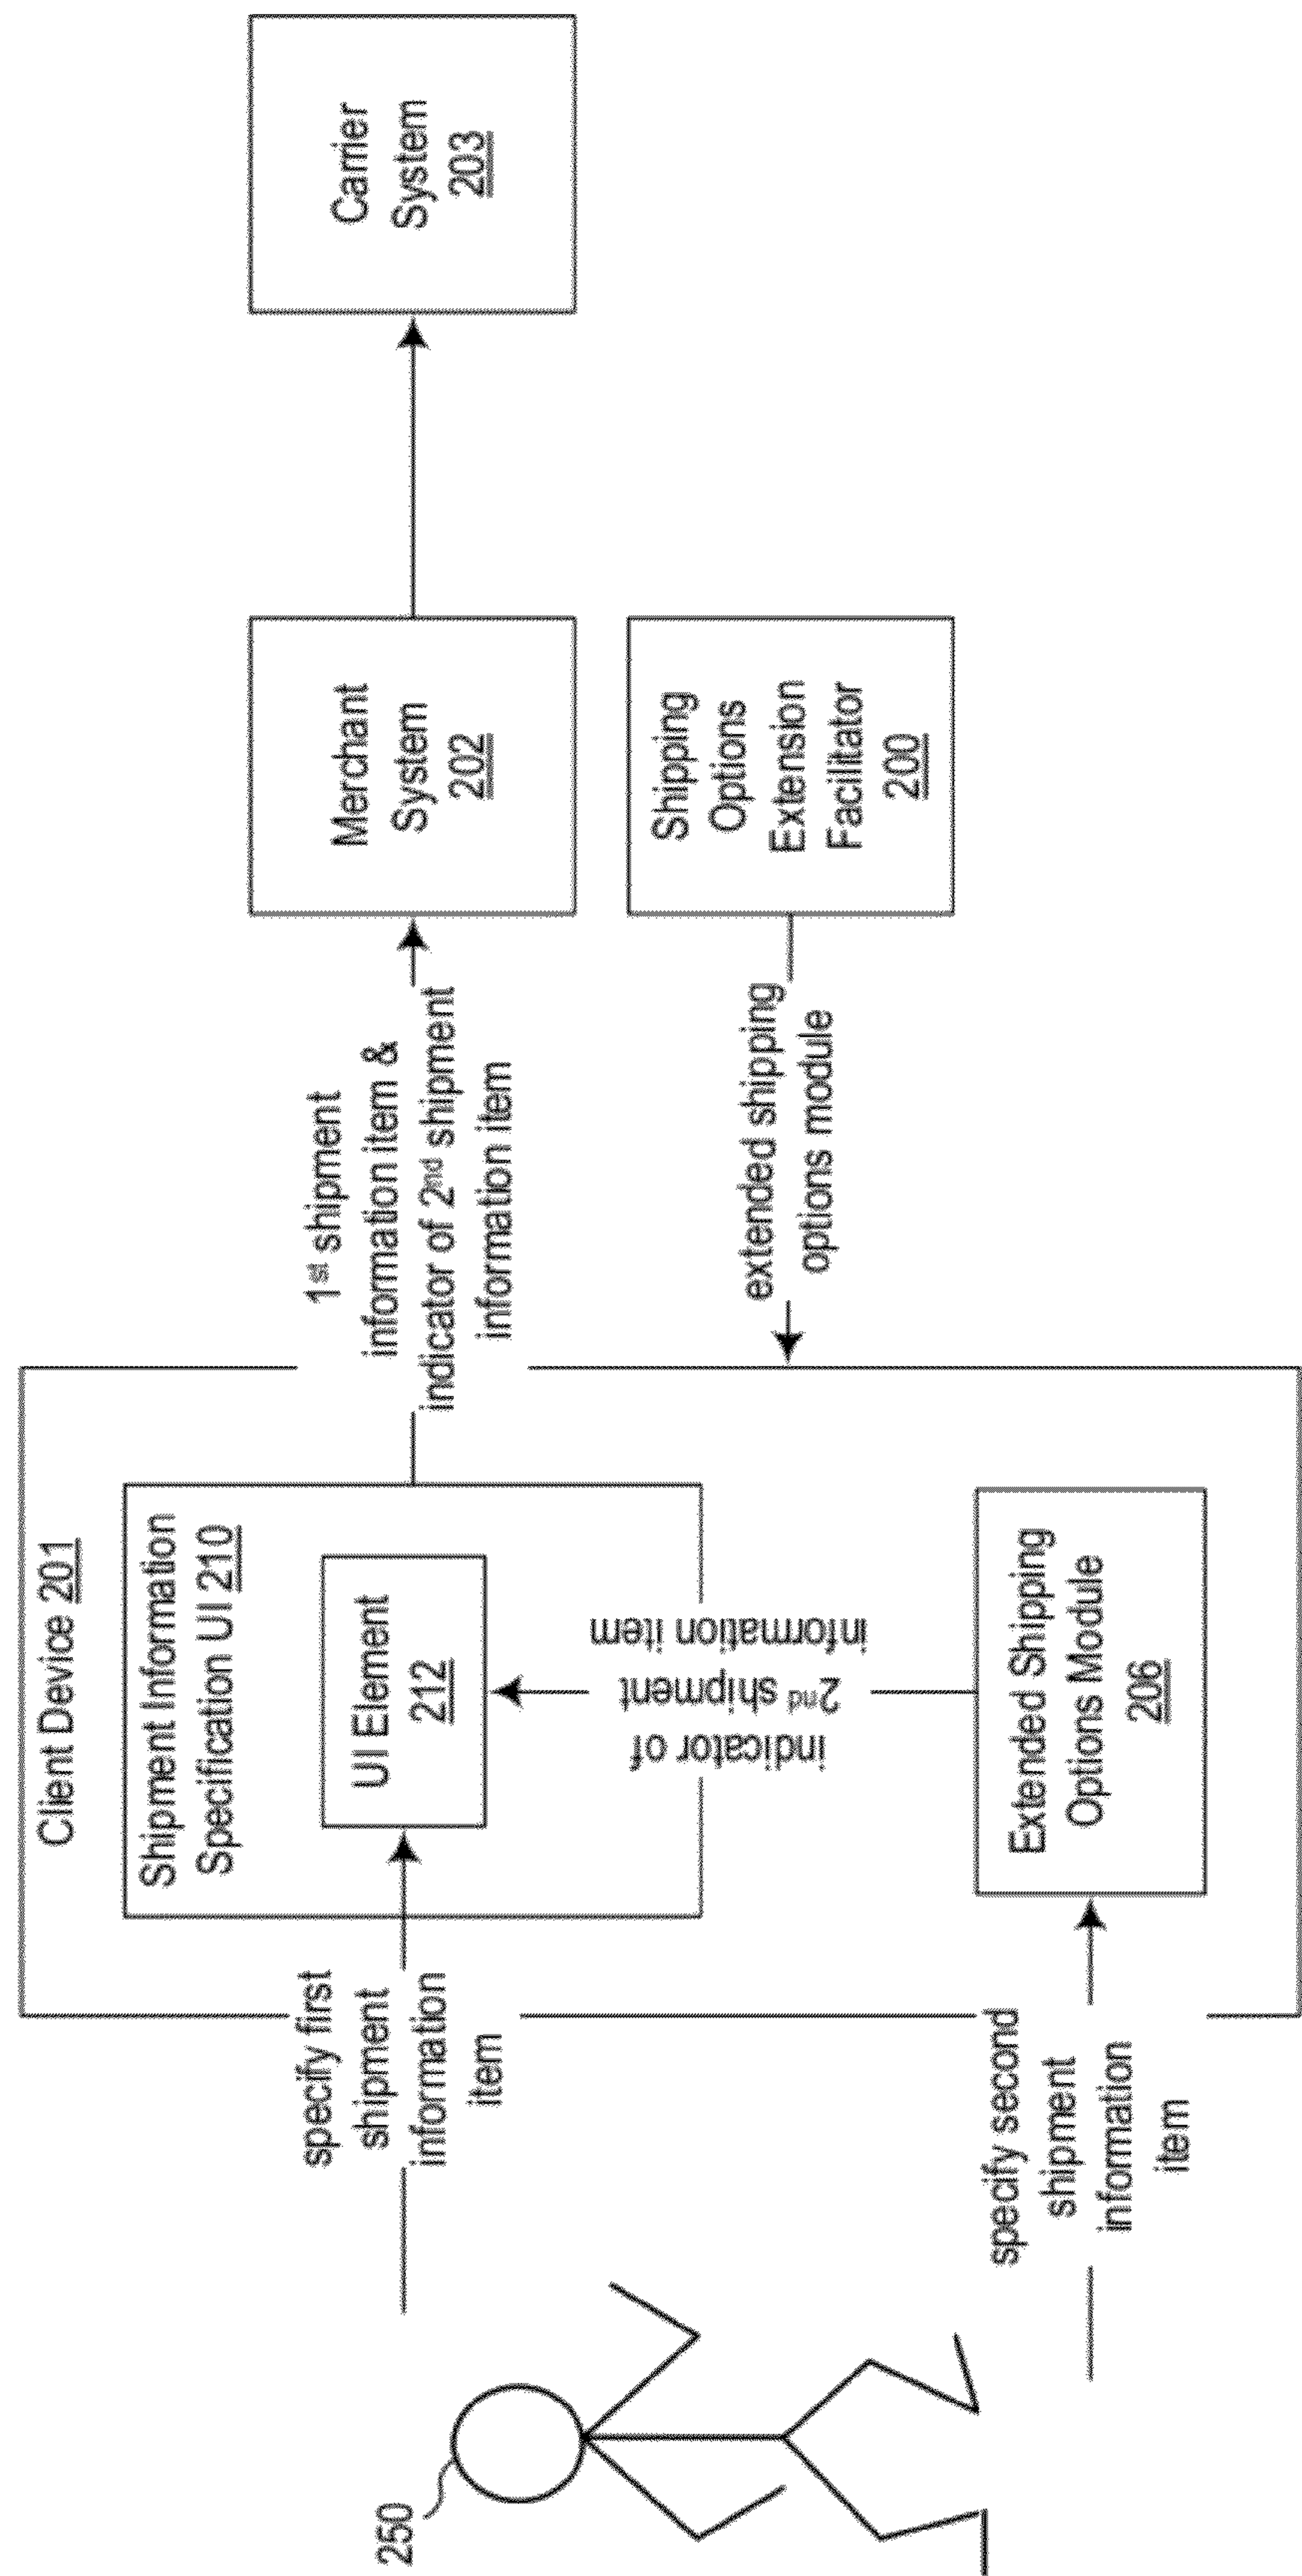 250
specify first
shipment
information
item
specify second
shipment
information
item
Client Device 201
Shipment Information
Specification UI 210
UI Element
212
indicator of
2nd shipment
information item
Extended Shipping
Options Module
206
1st shipment
information item &
indicator of 2nd shipment
information item
extended shipping
options module
Merchant
System
202
Shipping
Options
Extension
Facilitator
200
Carrier
System
203